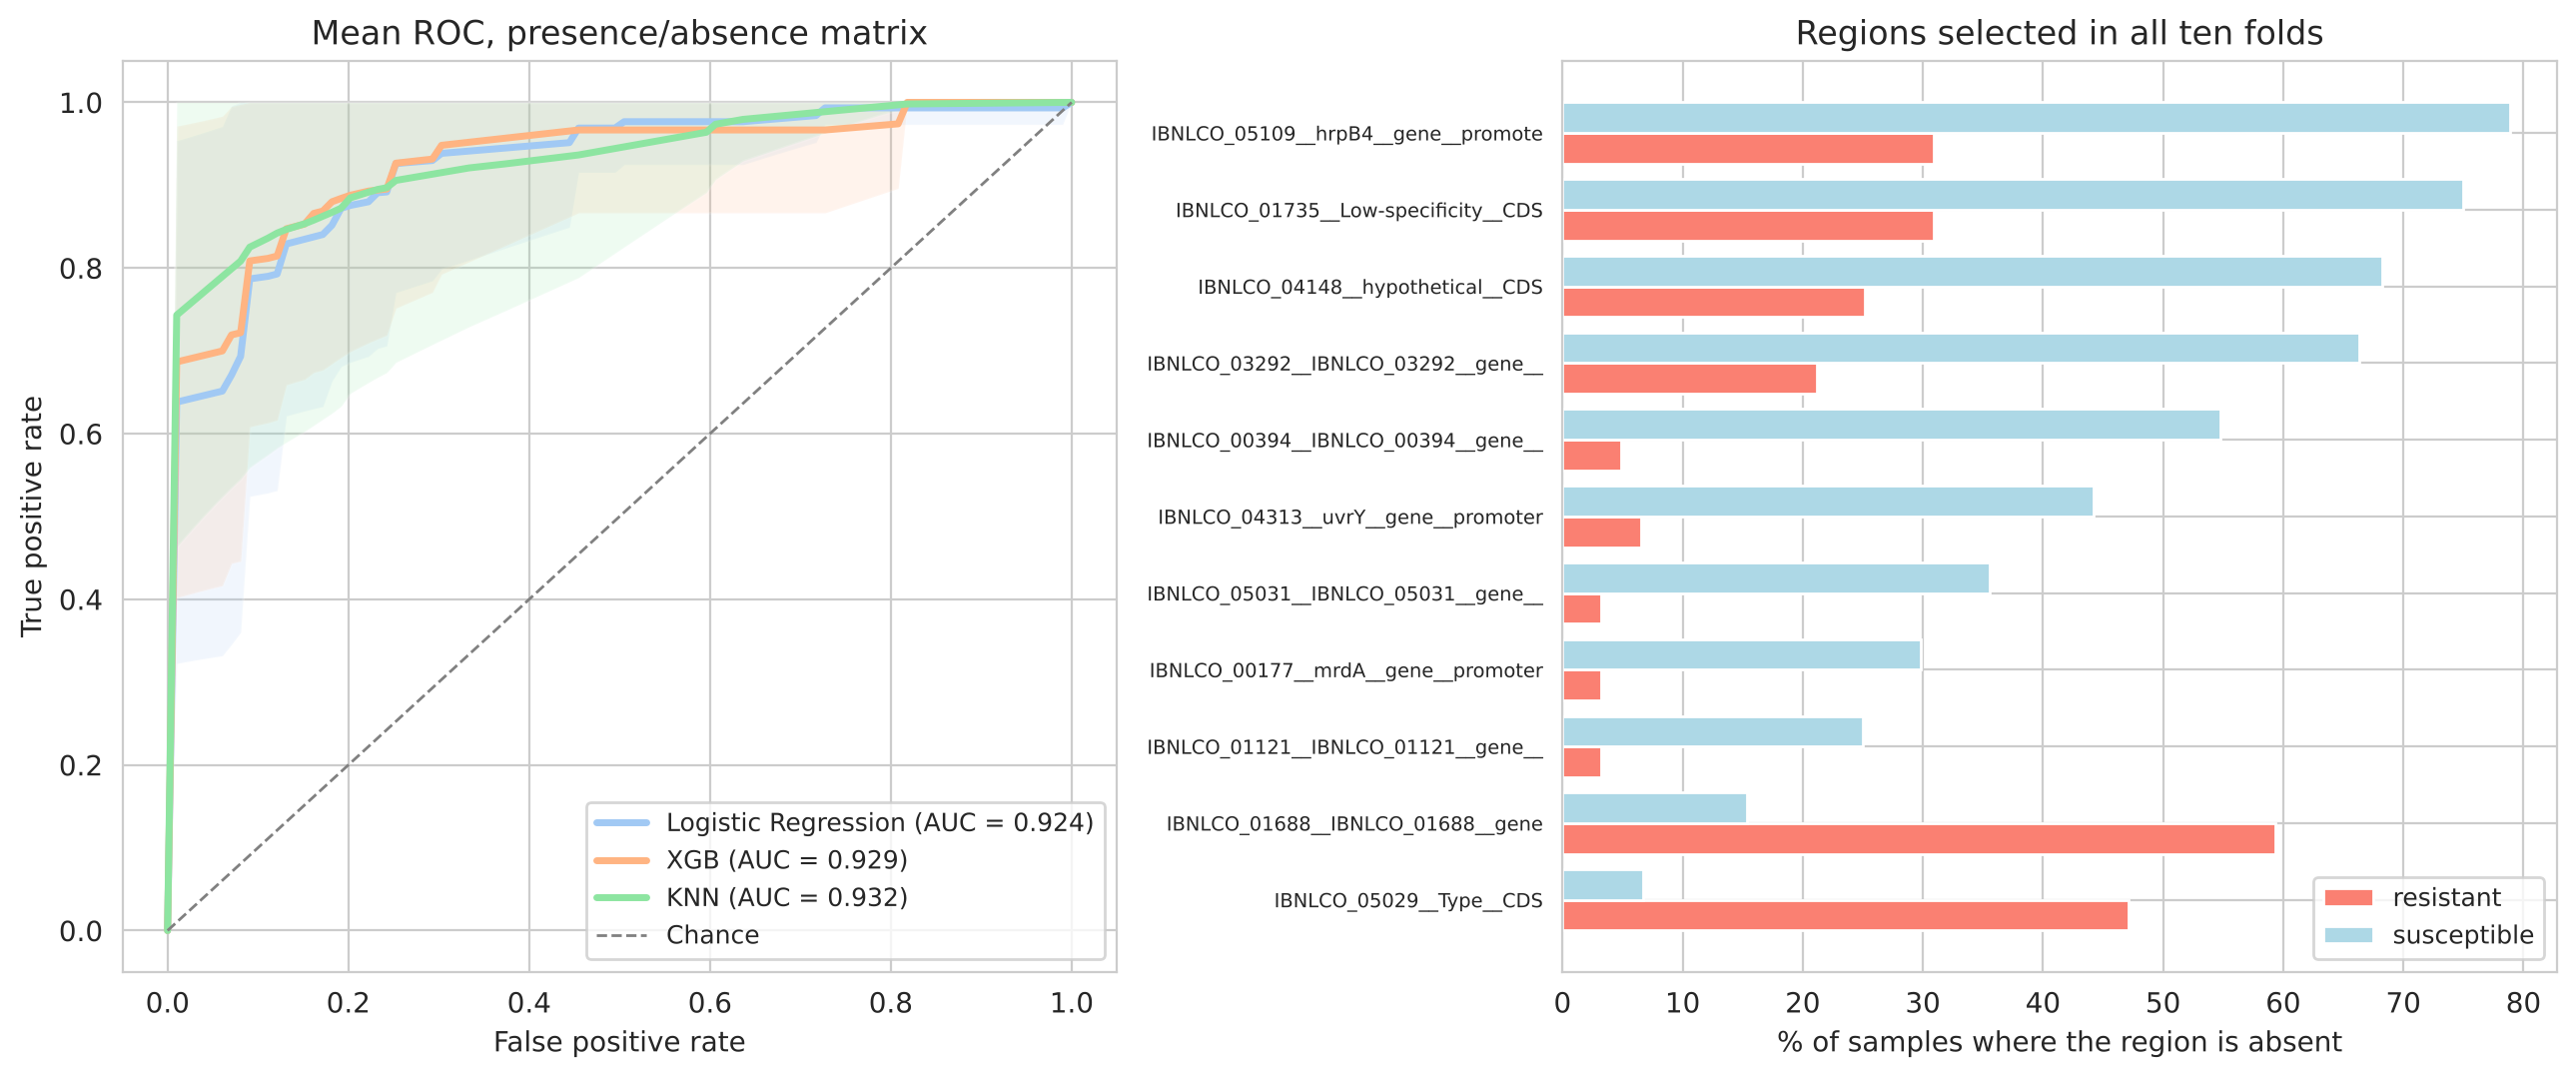 Mean ROC, presence/absence matrix
True positive rate
1.0
0.8
0.6
0.4
0.2
0.0
0.0 0.2 0.4 0.6 0.8 1.0
False positive rate
Logistic Regression (AUC = 0.924)
XGB (AUC = 0.929)
KNN (AUC = 0.932)
Chance
Regions selected in all ten folds
IBNLCO_05109__hrpB4__gene__promote
IBNLCO_01735__Low-specificity__CDS
IBNLCO_04148__hypothetical__CDS
IBNLCO_03292__IBNLCO_03292__gene__
IBNLCO_00394__IBNLCO_00394__gene__
IBNLCO_04313__uvrY__gene__promoter
IBNLCO_05031__IBNLCO_05031__gene__
IBNLCO_00177__mrdA__gene__promoter
IBNLCO_01121__IBNLCO_01121__gene__
IBNLCO_01688__IBNLCO_01688__gene
IBNLCO_05029__Type__CDS
0 10 20 30 40 50 60 70 80
% of samples where the region is absent
resistant
susceptible